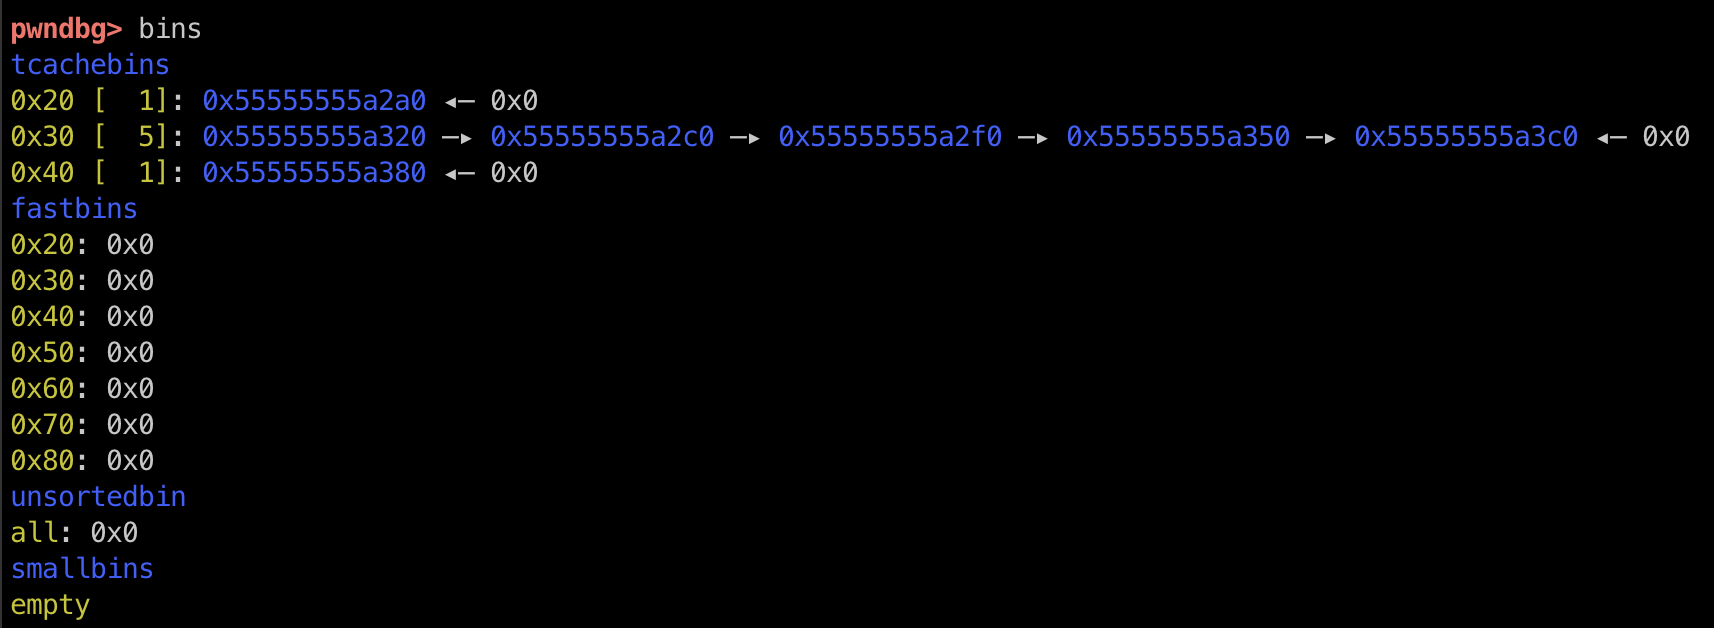 pwndbg> bins
tcachebins
0x20 [  1]: 0x55555555a2a0 ◂— 0x0
0x30 [  5]: 0x55555555a320 —▸ 0x55555555a2c0 —▸ 0x55555555a2f0 —▸ 0x55555555a350 —▸ 0x55555555a3c0 ◂— 0x0
0x40 [  1]: 0x55555555a380 ◂— 0x0
fastbins
0x20: 0x0
0x30: 0x0
0x40: 0x0
0x50: 0x0
0x60: 0x0
0x70: 0x0
0x80: 0x0
unsortedbin
all: 0x0
smallbins
empty